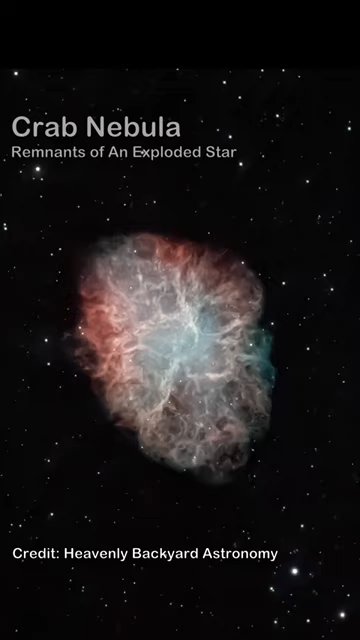 Crab Nebula
Remnants of An Exploded Star
Credit: Heavenly Backyard Astronomy